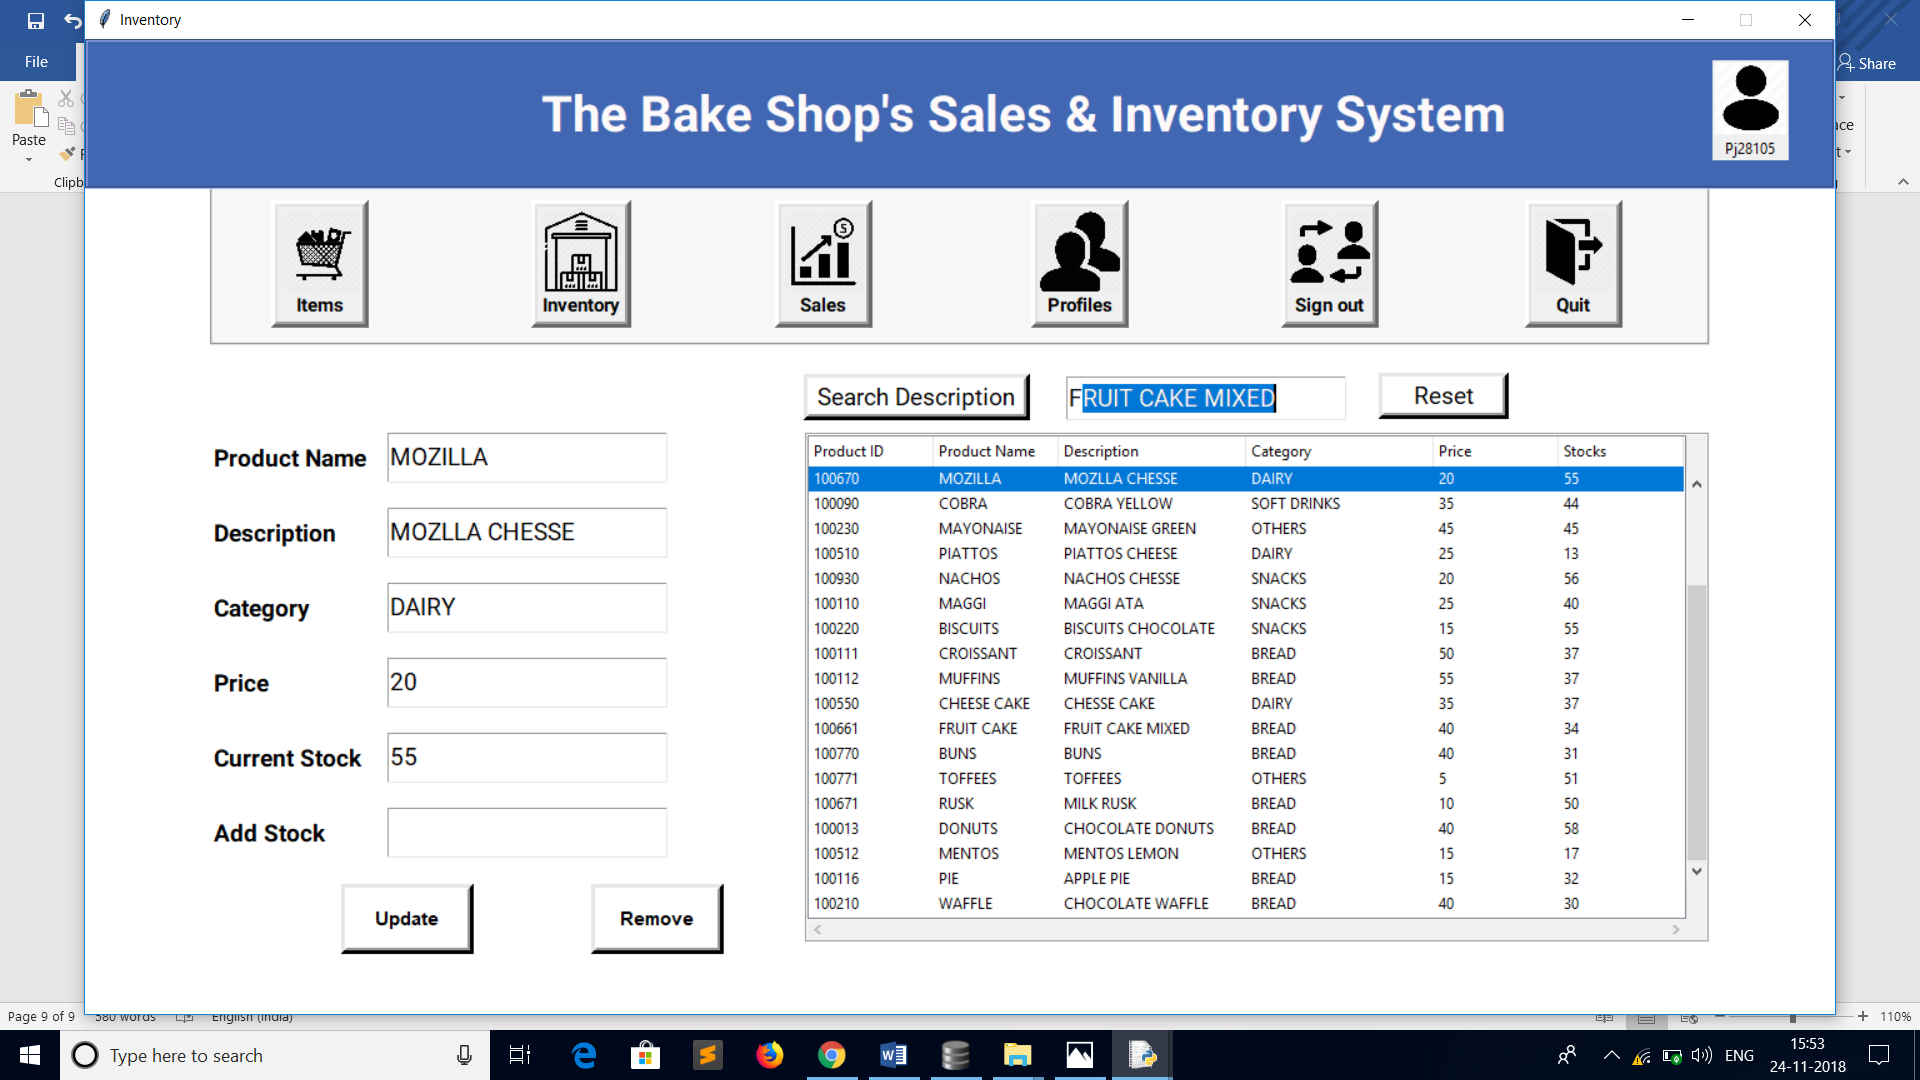 Inventory
File
Share
The Bake Shop's Sales & Inventory System
Pj28105
Paste
Items
Inventory
Sales
Profiles
Sign out
Quit
Search Description
FRUIT CAKE MIXED
Reset
Product Name MOZILLA
Description MOZLLA CHESSE
Category DAIRY
Price 20
Current Stock 55
Add Stock
Update
Remove
Product ID Product Name Description Category Price Stocks
100670 MOZILLA MOZLLA CHESSE DAIRY 20 55
100090 COBRA COBRA YELLOW SOFT DRINKS 35 44
100230 MAYONAISE MAYONAISE GREEN OTHERS 45 45
100510 PIATTOS PIATTOS CHEESE DAIRY 25 13
100930 NACHOS NACHOS CHESSE SNACKS 20 56
100110 MAGGI MAGGI ATA SNACKS 25 40
100220 BISCUITS BISCUITS CHOCOLATE SNACKS 15 55
100111 CROISSANT CROISSANT BREAD 50 37
100112 MUFFINS MUFFINS VANILLA BREAD 55 37
100550 CHEESE CAKE CHESSE CAKE DAIRY 35 37
100661 FRUIT CAKE FRUIT CAKE MIXED BREAD 40 34
100770 BUNS BUNS BREAD 40 31
100771 TOFFEES TOFFEES OTHERS 5 51
100671 RUSK MILK RUSK BREAD 10 50
100013 DONUTS CHOCOLATE DONUTS BREAD 40 58
100512 MENTOS MENTOS LEMON OTHERS 15 17
100116 PIE APPLE PIE BREAD 15 32
100210 WAFFLE CHOCOLATE WAFFLE BREAD 40 30
Page 9 of 9 580 words English (India) 110%
Type here to search
ENG
15:53
24-11-2018